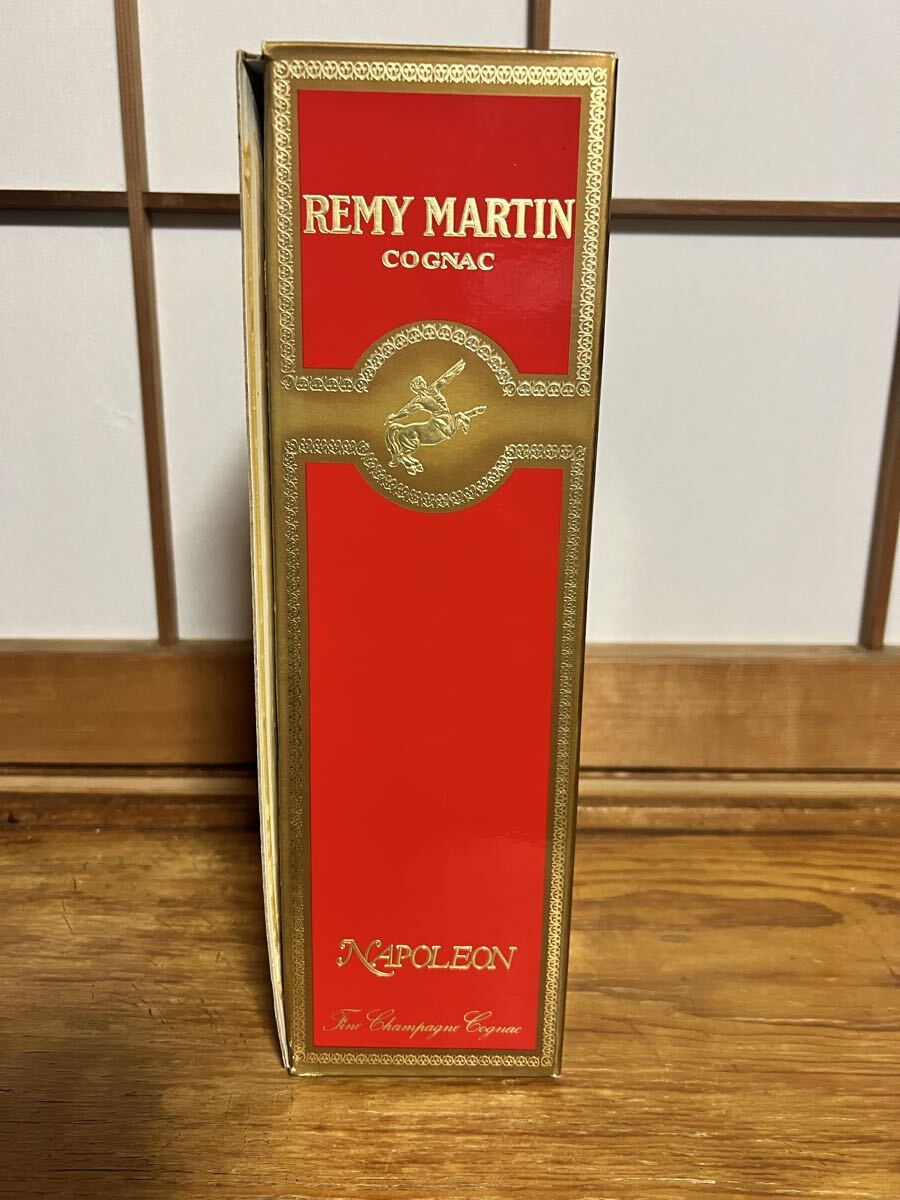 REMY MARTIN
COGNAC
NAPOLEON
Fine Champagne Cognac